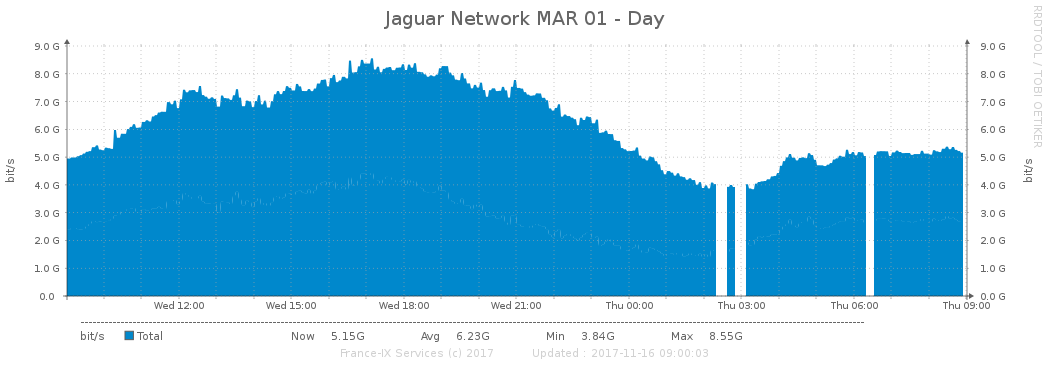 Jaguar Network MAR 01 - Day
RRDTOOL / TOBI OETIKER
9.0 G 9.0 G
8.0 G 8.0 G
7.0 G 7.0 G
6.0 G 6.0 G
5.0 G 5.0 G
4.0 G 4.0 G
3.0 G 3.0 G
2.0 G 2.0 G
1.0 G 1.0 G
0.0 0.0 G
bit/s
bit/s
Wed 12:00 Wed 15:00 Wed 18:00 Wed 21:00 Thu 00:00 Thu 03:00 Thu 06:00 Thu 09:00
bit/s Total Now 5.15G Avg 6.23G Min 3.84G Max 8.55G
France-IX Services (c) 2017 Updated : 2017-11-16 09:00:03